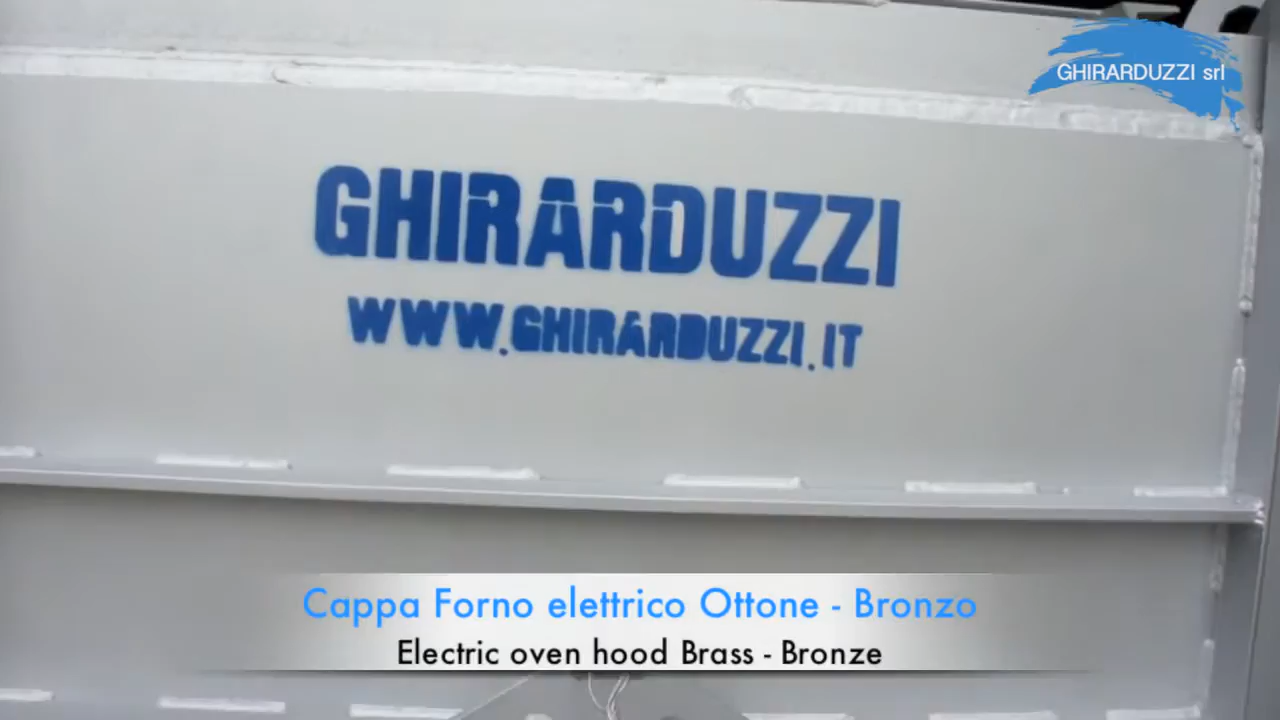 GHIRARDUZZI srl
GHIRARDUZZI
WWW.GHIRARDUZZI.IT
Cappa Forno elettrico Ottone - Bronzo
Electric oven hood Brass - Bronze